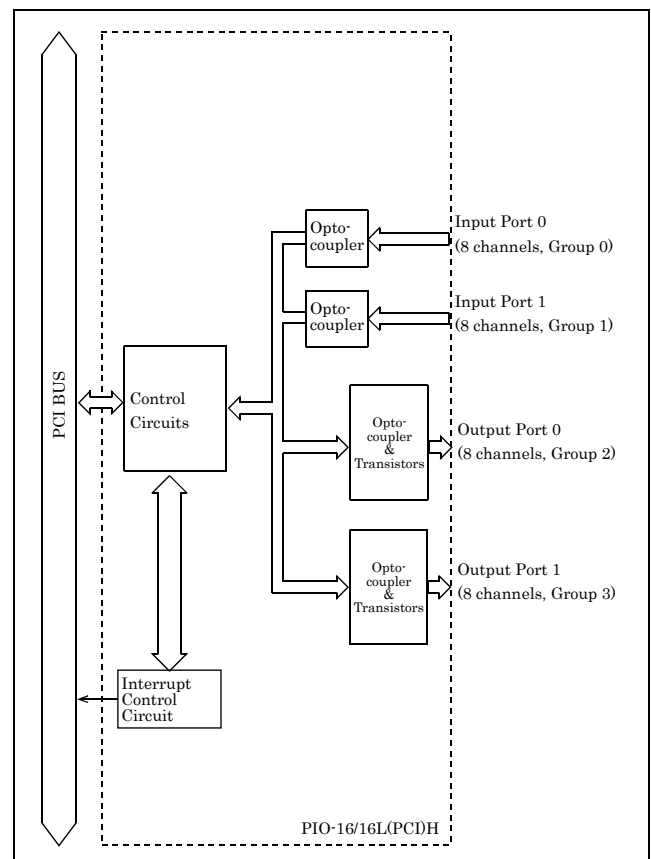 Opto-
coupler
Input Port 0
(8 channels, Group 0)
Opto-
coupler
Input Port 1
(8 channels, Group 1)
PCI BUS
Control
Circuits
Opto-
coupler
&
Transistors
Output Port 0
(8 channels, Group 2)
Opto-
coupler
&
Transistors
Output Port 1
(8 channels, Group 3)
Interrupt
Control
Circuit
PIO-16/16L(PCI)H